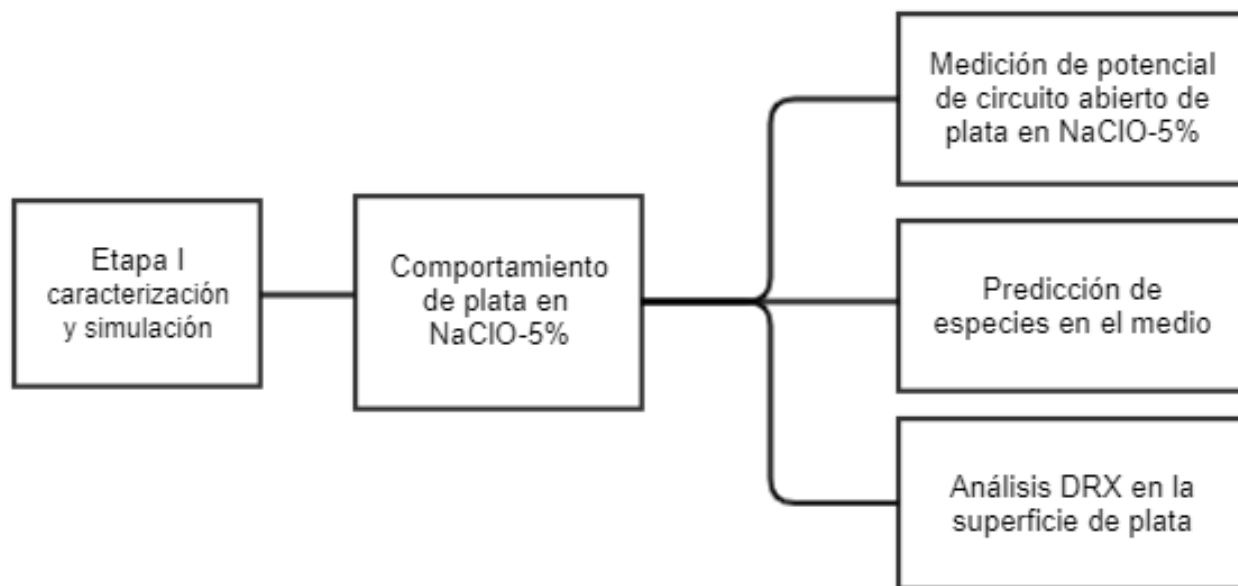 Etapa I
caracterización
y simulación
Comportamiento
de plata en
NaClO-5%
Medición de potencial
de circuito abierto de
plata en NaClO-5%
Predicción de
especies en el medio
Análisis DRX en la
superficie de plata